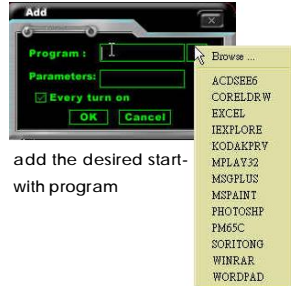 Add
Program :
Parameters:
Every turn on
OK Cancel
Browse ...
ACDSEE6
CORELDRW
EXCEL
IEXPLORE
KODAKPRV
MPLAY32
MSGPLUS
MSPAINT
PHOTOSHP
PM65C
SORITONG
WINRAR
WORDPAD
add the desired start-
with program